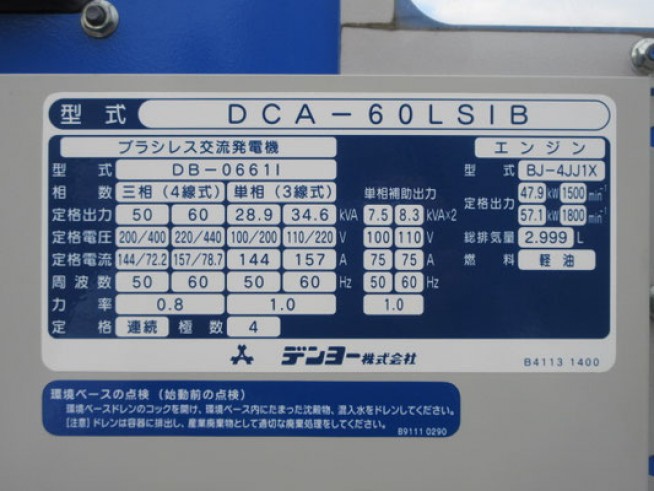 型式 DCA-60LSIB
ブラシレス交流発電機 エンジン
型式 DB-0661I 型式 BJ-4JJ1X
相数 三相(4線式) 単相(3線式) 単相補助出力 定格出力 47.9 kW 1500 min⁻¹
定格出力 50 60 28.9 34.6 kVA 7.5 8.3 kVA×2 57.1 kW 1800 min⁻¹
定格電圧 200/400 220/440 100/200 110/220 V 100 110 V 総排気量 2.999 L
定格電流 144/72.2 157/78.7 144 157 A 75 75 A 燃料 軽油
周波数 50 60 50 60 Hz 50 60 Hz
力率 0.8 1.0 1.0
定格 連続 極数 4
デンヨー株式会社 B4113 1400
環境ベースの点検(始動前の点検)
環境ベースドレンのコックを開け、環境ベース内にたまった沈殿物、混入水をドレンしてください。
[注意]ドレンは容器に排出し、産業廃棄物として適切な廃棄処理をしてください。
B9111 0290